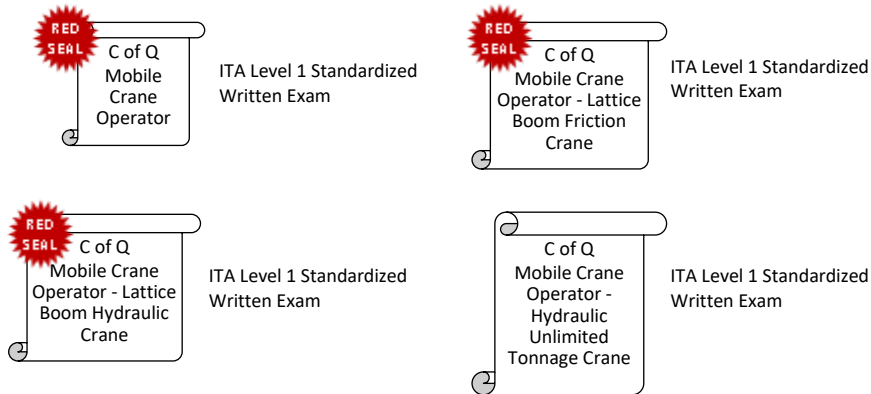 RED
SEAL
C of Q
Mobile
Crane
Operator
ITA Level 1 Standardized
Written Exam
RED
SEAL
C of Q
Mobile Crane
Operator - Lattice
Boom Friction
Crane
ITA Level 1 Standardized
Written Exam
RED
SEAL
C of Q
Mobile Crane
Operator - Lattice
Boom Hydraulic
Crane
ITA Level 1 Standardized
Written Exam
C of Q
Mobile Crane
Operator -
Hydraulic
Unlimited
Tonnage Crane
ITA Level 1 Standardized
Written Exam